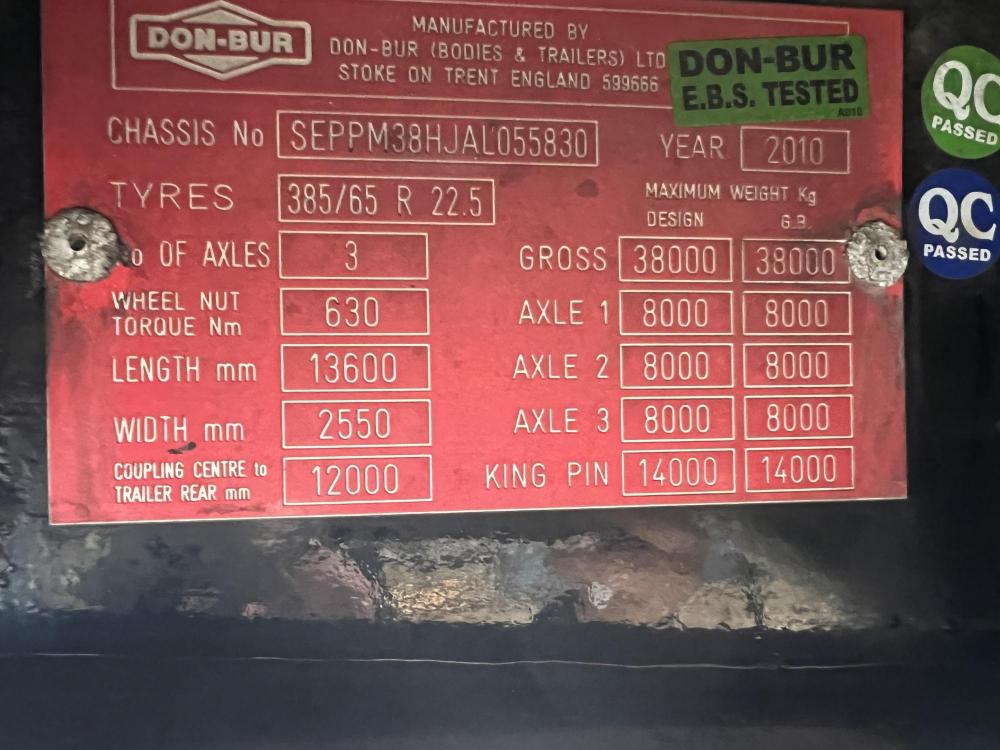 DON-BUR
MANUFACTURED BY
DON-BUR (BODIES & TRAILERS) LTD
STOKE ON TRENT ENGLAND 599666
DON-BUR
E.B.S. TESTED
QC
PASSED
CHASSIS No SEPPM38HJAL055830 YEAR 2010
TYRES 385/65 R 22.5 MAXIMUM WEIGHT Kg
DESIGN G.B.
QC
PASSED
No OF AXLES 3 GROSS 38000 38000
WHEEL NUT
TORQUE Nm 630 AXLE 1 8000 8000
LENGTH mm 13600 AXLE 2 8000 8000
WIDTH mm 2550 AXLE 3 8000 8000
COUPLING CENTRE to
TRAILER REAR mm 12000 KING PIN 14000 14000